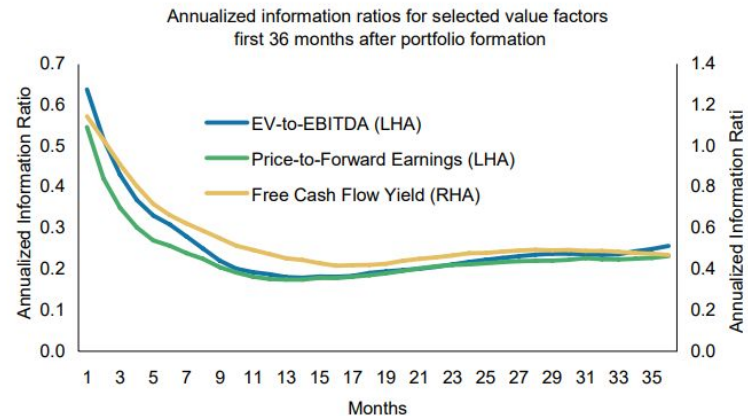 Annualized information ratios for selected value factors
first 36 months after portfolio formation
Annualized Information Ratio
0.7
0.6
0.5
0.4
0.3
0.2
0.1
0.0
EV-to-EBITDA (LHA)
Price-to-Forward Earnings (LHA)
Free Cash Flow Yield (RHA)
1.4
1.2
1.0
0.8
0.6
0.4
0.2
0.0
Annualized Information Rati
1 3 5 7 9 11 13 15 17 19 21 23 25 27 29 31 33 35
Months